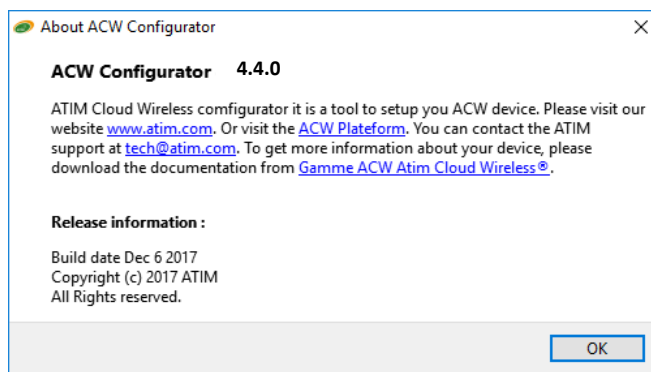 About ACW Configurator
ACW Configurator 4.4.0
ATIM Cloud Wireless comfigurator it is a tool to setup you ACW device. Please visit our
website www.atim.com. Or visit the ACW Plateform. You can contact the ATIM
support at tech@atim.com. To get more information about your device, please
download the documentation from Gamme ACW Atim Cloud Wireless®.
Release information :
Build date Dec 6 2017
Copyright (c) 2017 ATIM
All Rights reserved.
OK